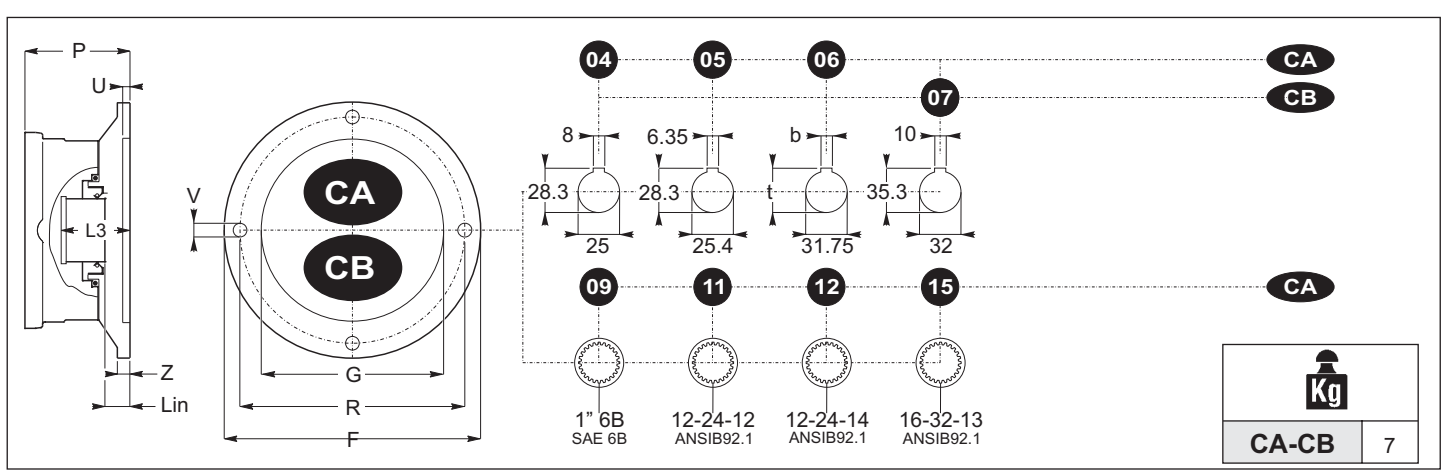 P
U
04 05 06 CA
07 CB
8 6.35 b 10
V
CA
28.3 28.3 t 35.3
L3
25 25.4 31.75 32
CB
09 11 12 15 CA
Z
G
Lin
R
F
1” 6B 12-24-12 12-24-14 16-32-13
SAE 6B ANSIB92.1 ANSIB92.1 ANSIB92.1
Kg
CA-CB 7